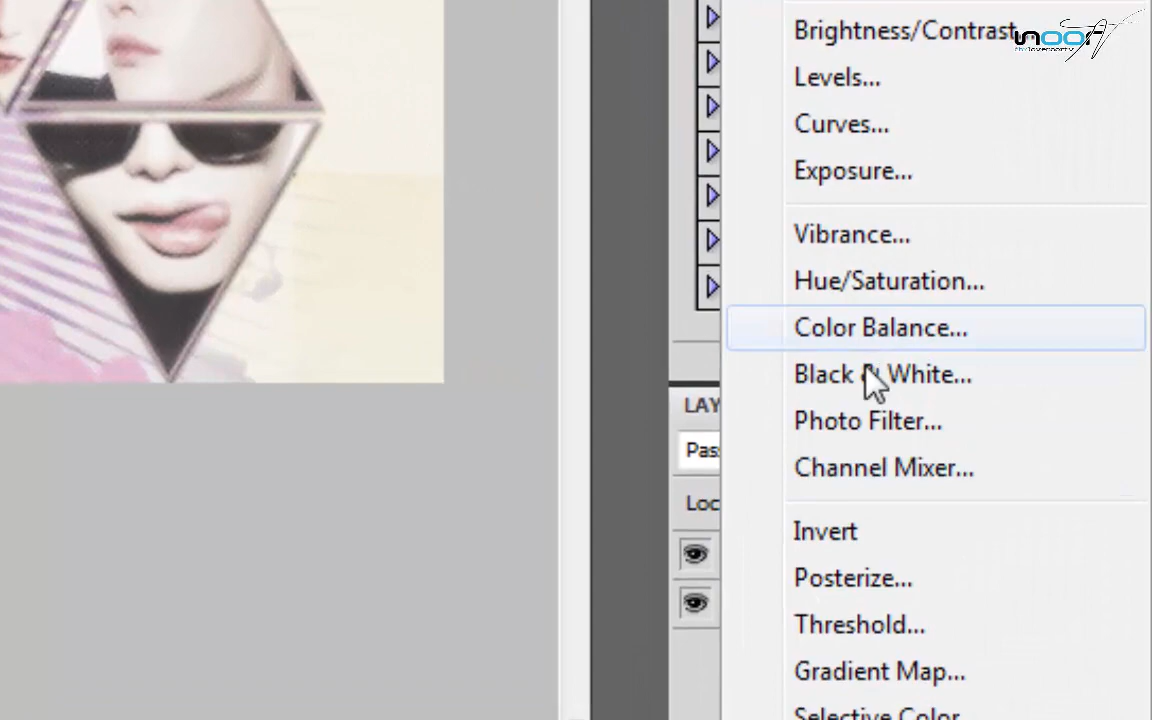 Brightness/Contrast...
Levels...
Curves...
Exposure...
Vibrance...
Hue/Saturation...
Color Balance...
Black & White...
Photo Filter...
Channel Mixer...
LAY
Pas
Loc
Invert
Posterize...
Threshold...
Gradient Map...
Selective Color